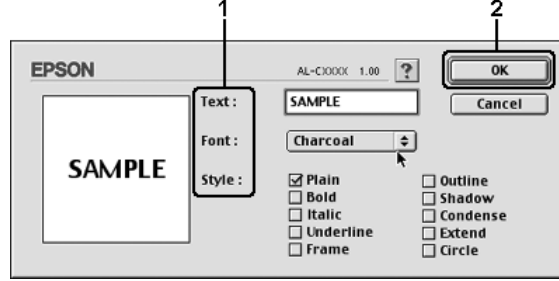 1 2
EPSON AL-CXXXX 1.00 ? OK
Text: SAMPLE Cancel
Font: Charcoal
SAMPLE
Style: Plain Outline
Bold Shadow
Italic Condense
Underline Extend
Frame Circle